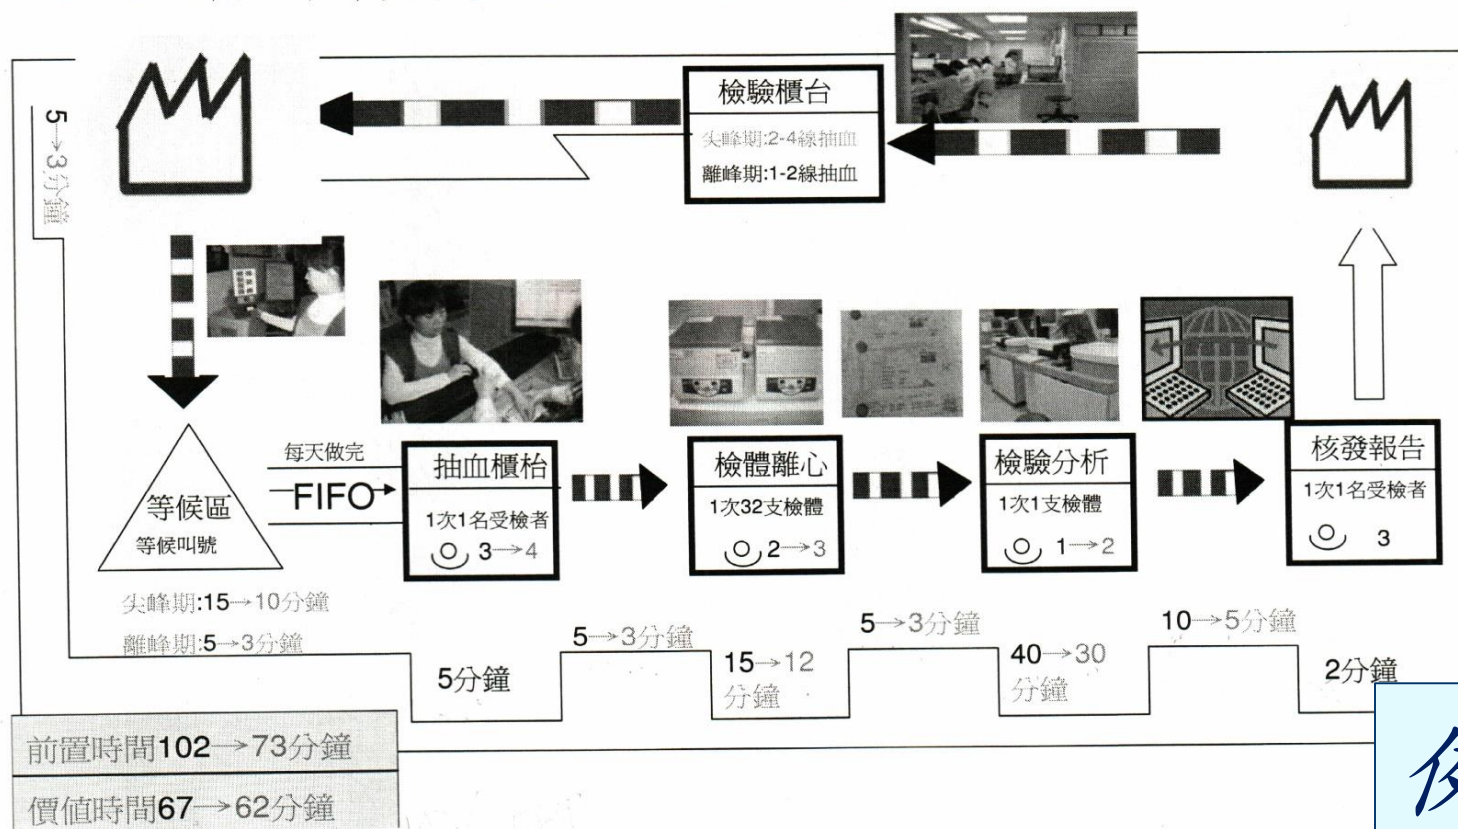 檢驗櫃台
尖峰期:2-4線抽血
離峰期:1-2線抽血
5→3分鐘
等候區
等候叫號
每天做完
FIFO
抽血櫃枱
1次1名受檢者
3→4
檢體離心
1次32支檢體
2→3
檢驗分析
1次1支檢體
1→2
核發報告
1次1名受檢者
3
尖峰期:15→10分鐘
離峰期:5→3分鐘
5分鐘
5→3分鐘
15→12
分鐘
5→3分鐘
40→30
分鐘
10→5分鐘
2分鐘
前置時間102→73分鐘
價值時間67→62分鐘